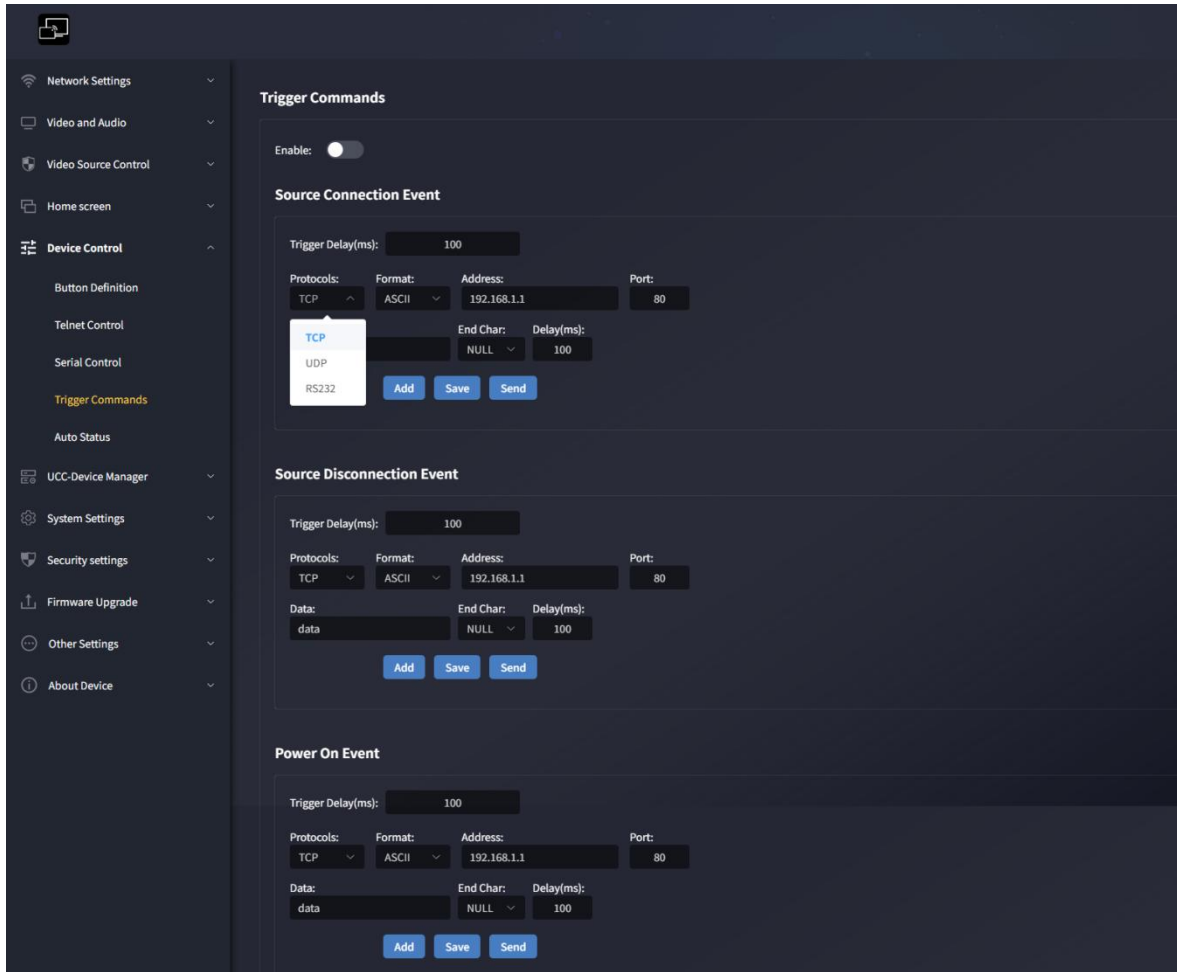 Network Settings
Video and Audio
Video Source Control
Home screen
Device Control
Button Definition
Telnet Control
Serial Control
Trigger Commands
Auto Status
UCC-Device Manager
System Settings
Security settings
Firmware Upgrade
Other Settings
About Device
Trigger Commands
Enable:
Source Connection Event
Trigger Delay(ms): 100
Protocols: Format: Address: Port:
TCP ASCII 192.168.1.1 80
TCP
UDP
RS232
End Char: Delay(ms):
NULL 100
Add Save Send
Source Disconnection Event
Trigger Delay(ms): 100
Protocols: Format: Address: Port:
TCP ASCII 192.168.1.1 80
Data: End Char: Delay(ms):
data NULL 100
Add Save Send
Power On Event
Trigger Delay(ms): 100
Protocols: Format: Address: Port:
TCP ASCII 192.168.1.1 80
Data: End Char: Delay(ms):
data NULL 100
Add Save Send